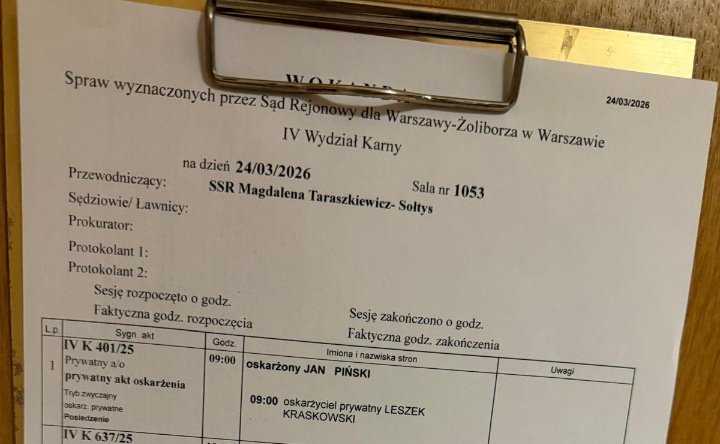 WOKANDA
24/03/2026
Spraw wyznaczonych przez Sąd Rejonowy dla Warszawy-Żoliborza w Warszawie
IV Wydział Karny
na dzień 24/03/2026 Sala nr 1053
Przewodniczący: SSR Magdalena Taraszkiewicz- Sołtys
Sędziowie/ Ławnicy:
Prokurator:
Protokolant 1:
Protokolant 2:
Sesję rozpoczęto o godz. Sesję zakończono o godz.
Faktyczna godz. rozpoczęcia Faktyczna godz. zakończenia
L.p. Sygn. akt Godz. Imiona i nazwiska stron Uwagi
1 IV K 401/25 09:00 oskarżony JAN PIŃSKI
Prywatny a/o
prywatny akt oskarżenia
Tryb zwyczajny 09:00 oskarżyciel prywatny LESZEK
oskarż. prywatne KRASKOWSKI
Posiedzenie
IV K 637/25